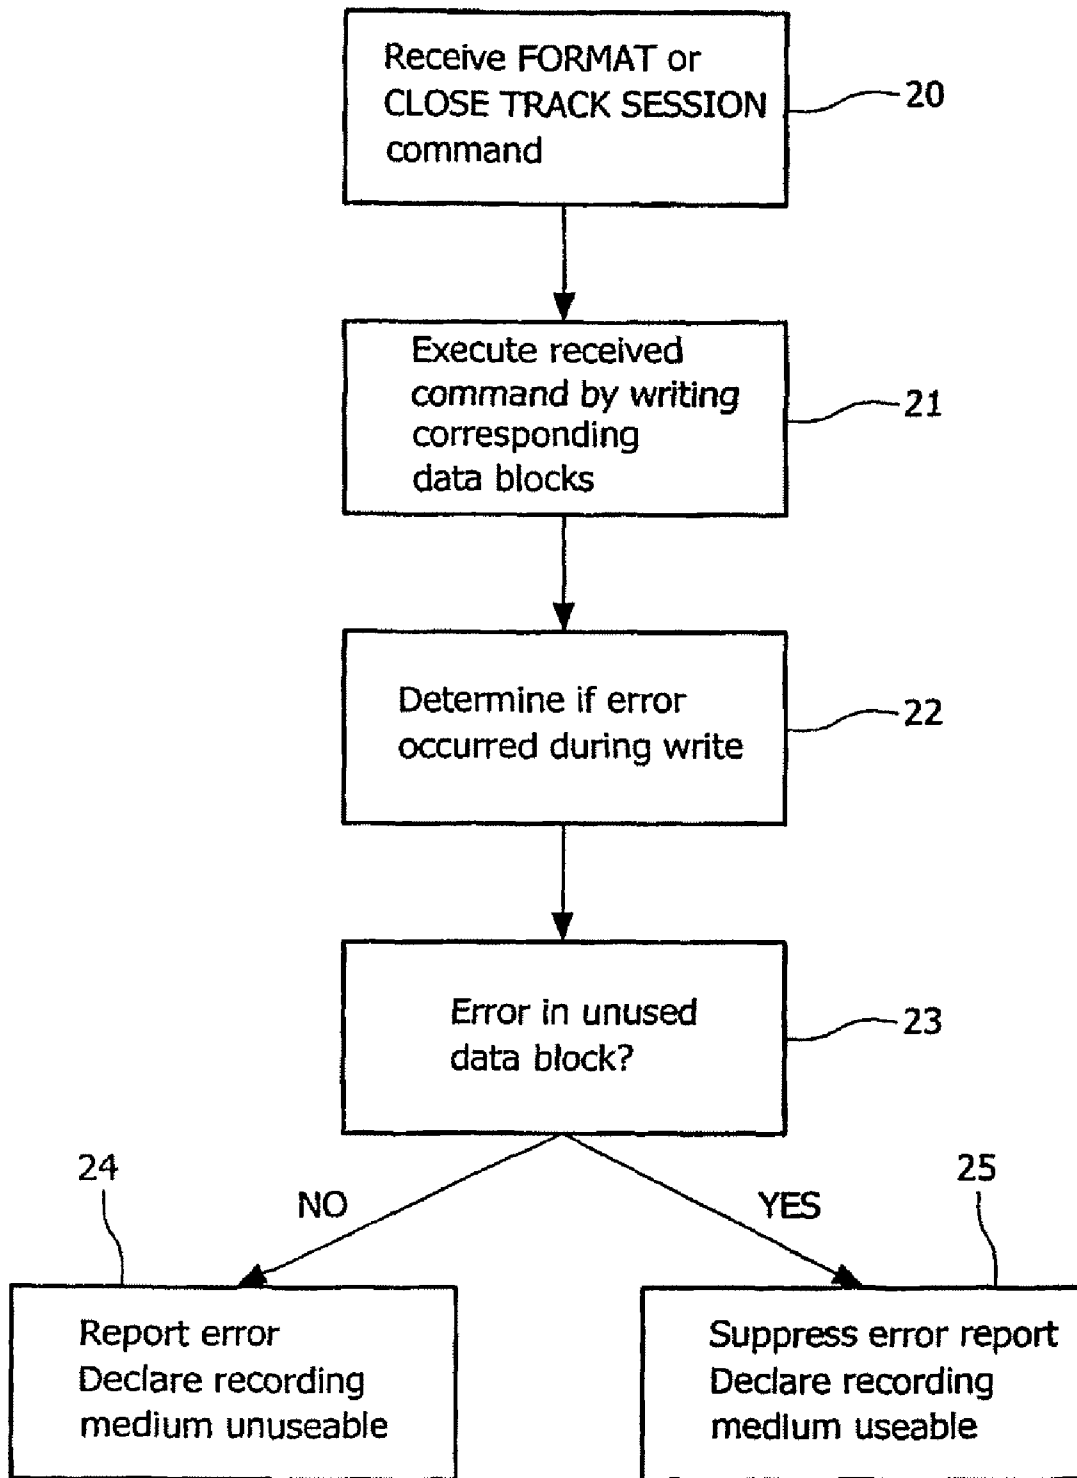 Receive FORMAT or
CLOSE TRACK SESSION
command
20
Execute received
command by writing
corresponding
data blocks
21
Determine if error
occurred during write
22
Error in unused
data block?
23
24
NO
YES
25
Report error
Declare recording
medium unuseable
Suppress error report
Declare recording
medium useable